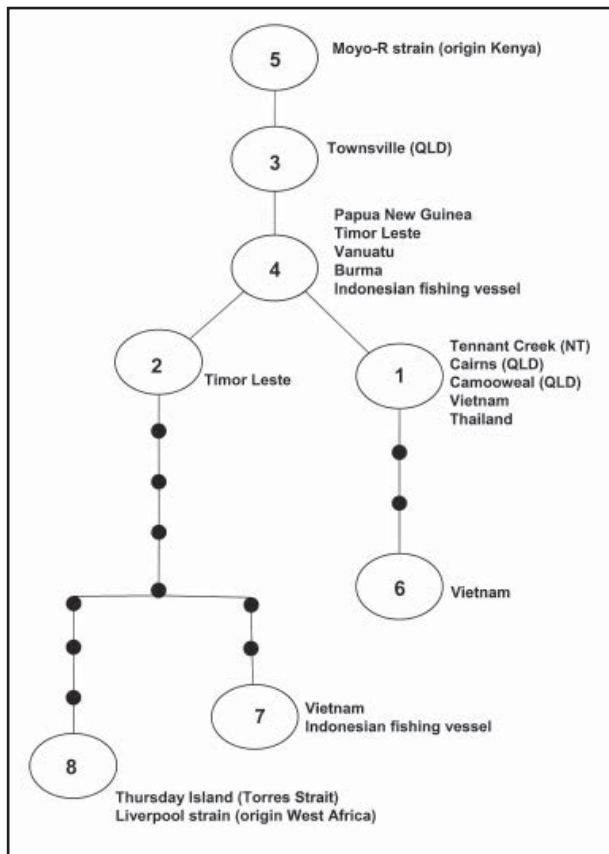 5
Moyo-R strain (origin Kenya)
3
Townsville (QLD)
4
Papua New Guinea
Timor Leste
Vanuatu
Burma
Indonesian fishing vessel
2
Timor Leste
1
Tennant Creek (NT)
Cairns (QLD)
Camooweal (QLD)
Vietnam
Thailand
6
Vietnam
7
Vietnam
Indonesian fishing vessel
8
Thursday Island (Torres Strait)
Liverpool strain (origin West Africa)